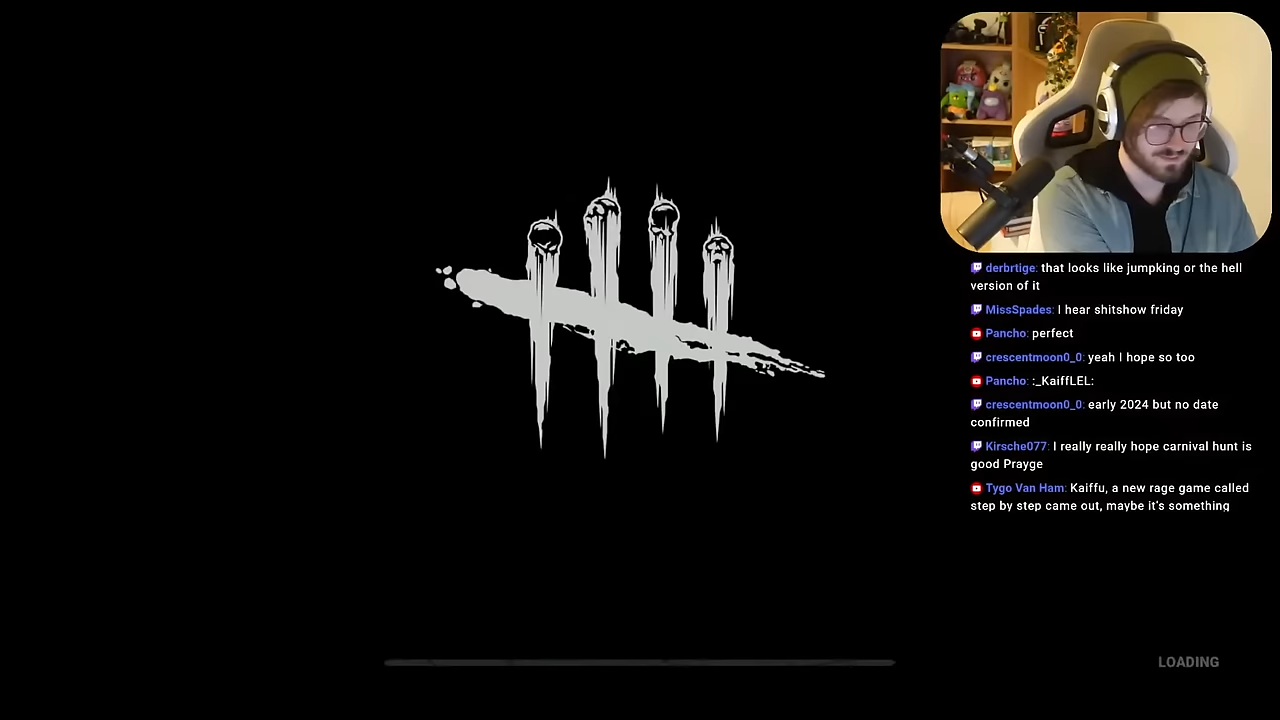 derbrtige: that looks like jumpking or the hell
version of it
MissSpades: I hear shitshow friday
Pancho: perfect
crescentmoon0_0: yeah I hope so too
Pancho: :_KaiffLEL:
crescentmoon0_0: early 2024 but no date
confirmed
Kirsche077: I really really hope carnival hunt is
good Prayge
Tygo Van Ham: Kaiffu, a new rage game called
step by step came out, maybe it's something
LOADING